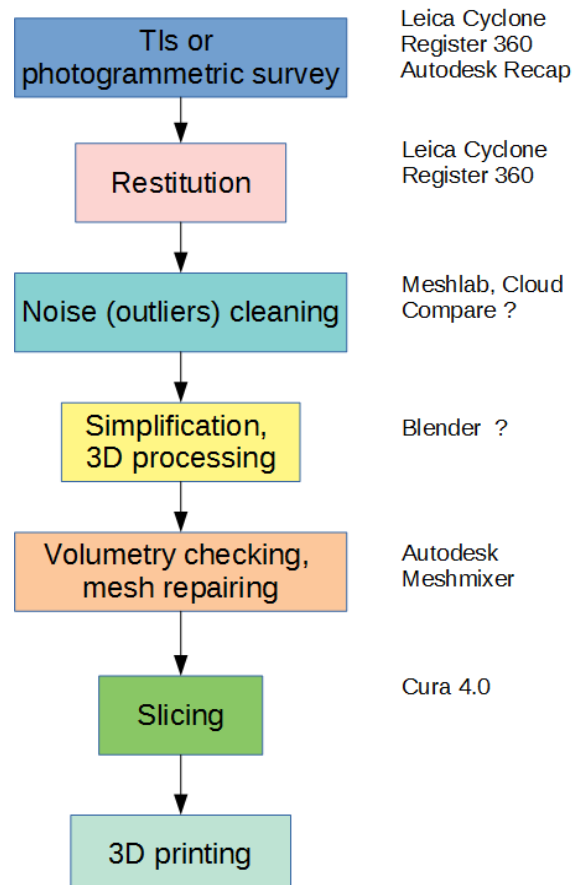 TIs or
photogrammetric survey
Leica Cyclone
Register 360
Autodesk Recap
Restitution
Leica Cyclone
Register 360
Noise (outliers) cleaning
Meshlab, Cloud
Compare ?
Simplification,
3D processing
Blender ?
Volumetry checking,
mesh repairing
Autodesk
Meshmixer
Slicing
Cura 4.0
3D printing